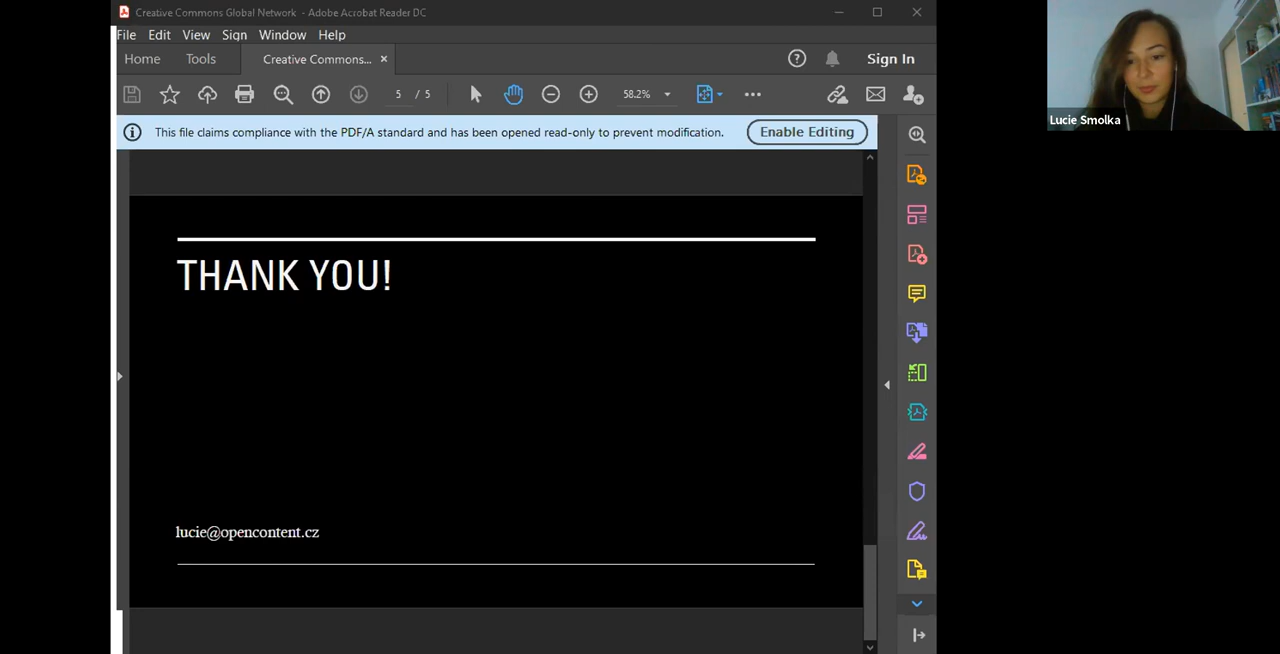 Creative Commons Global Network - Adobe Acrobat Reader DC
File Edit View Sign Window Help
Home Tools Creative Commons... ×
Sign In
5 / 5 58.2%
This file claims compliance with the PDF/A standard and has been opened read-only to prevent modification. Enable Editing
THANK YOU!
lucie@opencontent.cz
Lucie Smolka